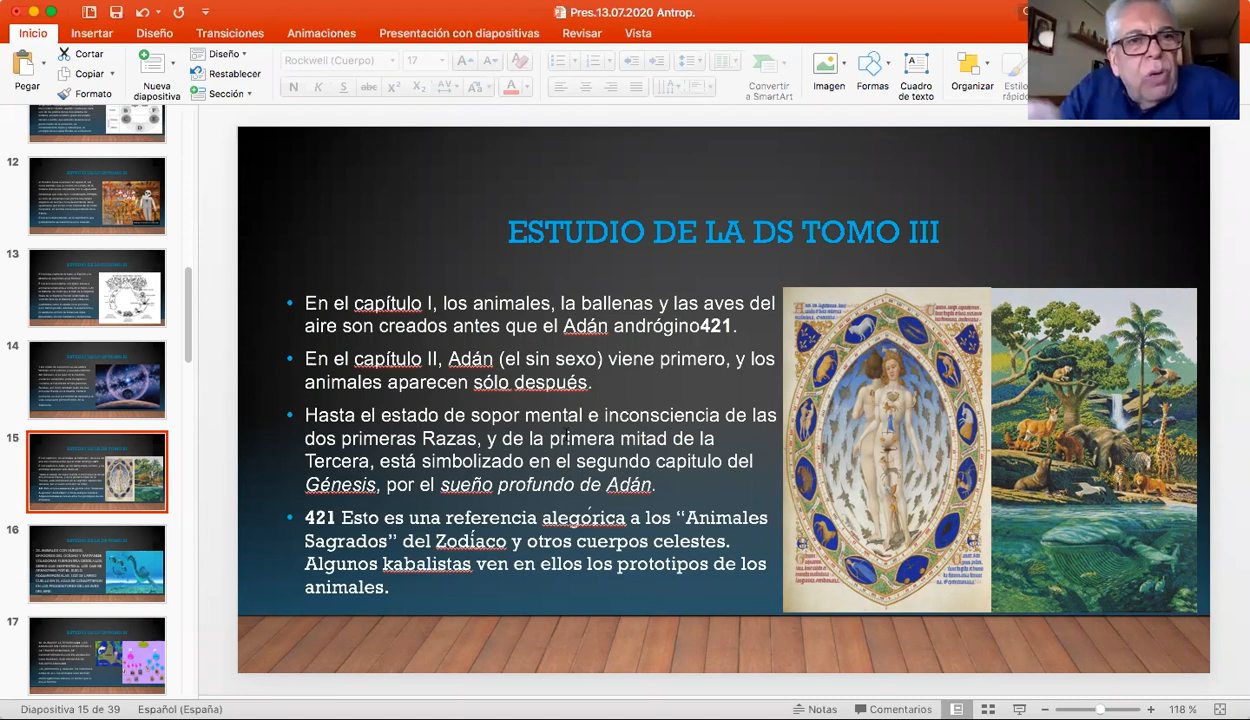 Pres.13.07.2020 Antrop.
Inicio Insertar Diseño Transiciones Animaciones Presentación con diapositivas Revisar Vista
Pegar
Cortar
Copiar
Formato
Nueva
diapositiva
Diseño
Restablecer
Sección
Rockwell (Cuerpo) 17
N K S abc X² X₂ AV Aa A
Convertir
a SmartArt
Imagen
Formas
Cuadro
de texto
Organizar
Estilos
rápidos
12
13
14
15
16
17
ESTUDIO DE LA DS TOMO III
En el capítulo I, los animales, la ballenas y las aves del
aire son creados antes que el Adán andrógino421.
En el capítulo II, Adán (el sin sexo) viene primero, y los
animales aparecen sólo después.
Hasta el estado de sopor mental e inconsciencia de las
dos primeras Razas, y de la primera mitad de la
Tercera, está simbolizado en el segundo capitulo del
Génesis, por el sueño profundo de Adán.
421 Esto es una referencia alegórica a los “Animales
Sagrados” del Zodíaco y otros cuerpos celestes.
Algunos kabalistas ven en ellos los prototipos de los
animales.
Diapositiva 15 de 39 Español (España) Notas Comentarios 118 %